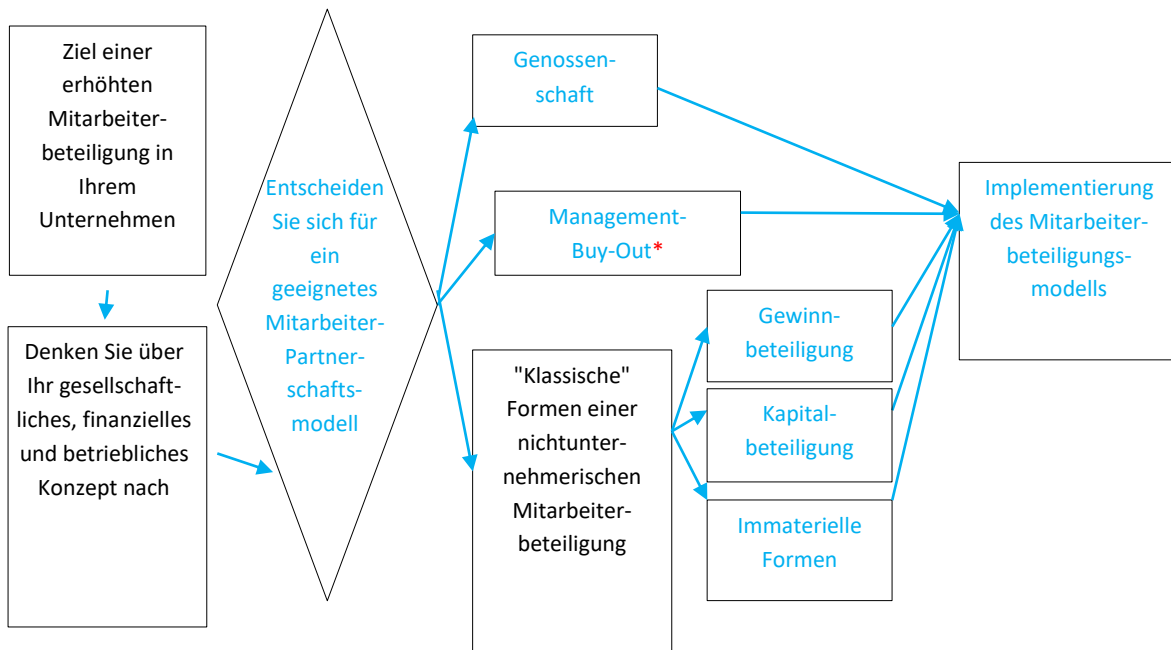 Ziel einer
erhöhten
Mitarbeiter-
beteiligung in
Ihrem
Unternehmen
Denken Sie über
Ihr gesellschaft-
liches, finanzielles
und betriebliches
Konzept nach
Entscheiden
Sie sich für
ein
geeignetes
Mitarbeiter-
Partner-
schafts-
modell
Genossen-
schaft
Management-
Buy-Out*
"Klassische"
Formen einer
nichtunter-
nehmerischen
Mitarbeiter-
beteiligung
Gewinn-
beteiligung
Kapital-
beteiligung
Immaterielle
Formen
Implementierung
des Mitarbeiter-
beteiligungs-
modells